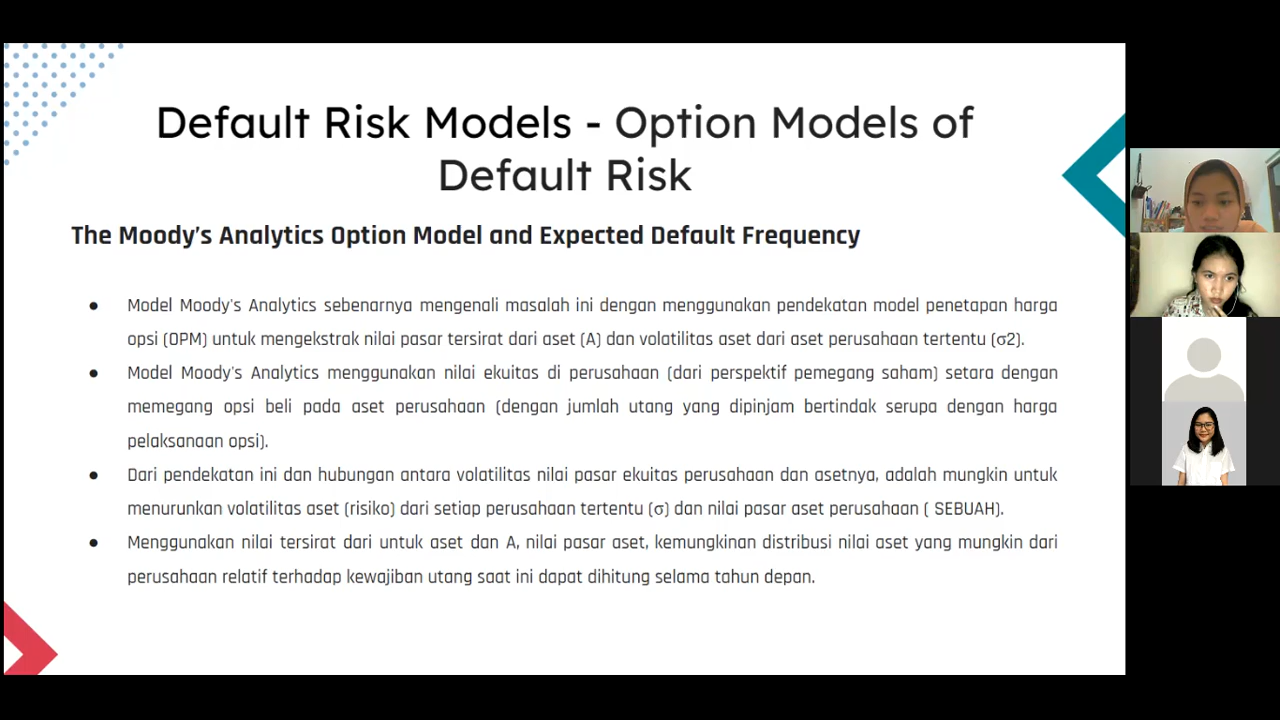 Default Risk Models - Option Models of
Default Risk
The Moody's Analytics Option Model and Expected Default Frequency
● Model Moody's Analytics sebenarnya mengenali masalah ini dengan menggunakan pendekatan model penetapan harga
opsi (OPM) untuk mengekstrak nilai pasar tersirat dari aset (A) dan volatilitas aset dari aset perusahaan tertentu (σ2).
● Model Moody's Analytics menggunakan nilai ekuitas di perusahaan (dari perspektif pemegang saham) setara dengan
memegang opsi beli pada aset perusahaan (dengan jumlah utang yang dipinjam bertindak serupa dengan harga
pelaksanaan opsi).
● Dari pendekatan ini dan hubungan antara volatilitas nilai pasar ekuitas perusahaan dan asetnya, adalah mungkin untuk
menurunkan volatilitas aset (risiko) dari setiap perusahaan tertentu (σ) dan nilai pasar aset perusahaan ( SEBUAH).
● Menggunakan nilai tersirat dari untuk aset dan A, nilai pasar aset, kemungkinan distribusi nilai aset yang mungkin dari
perusahaan relatif terhadap kewajiban utang saat ini dapat dihitung selama tahun depan.